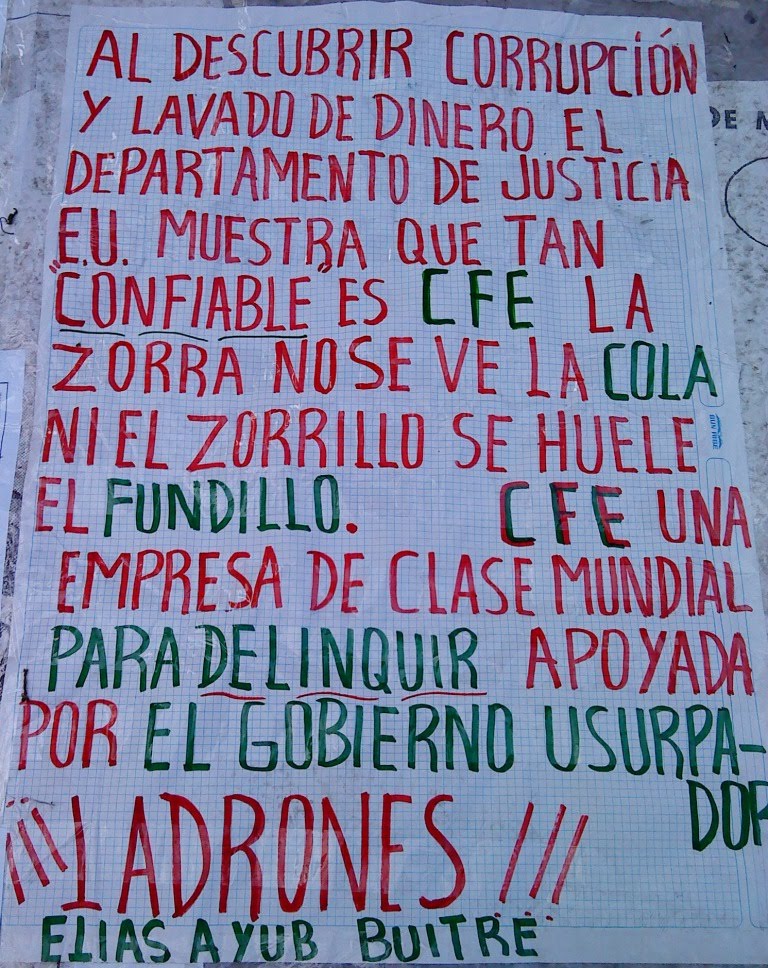 AL DESCUBRIR CORRUPCIÓN
Y LAVADO DE DINERO EL
DEPARTAMENTO DE JUSTICIA
E.U. MUESTRA QUE TAN
"CONFIABLE" ES CFE LA
ZORRA NO SE VE LA COLA
NI EL ZORRILLO SE HUELE
EL FUNDILLO. CFE UNA
EMPRESA DE CLASE MUNDIAL
PARA DELINQUIR APOYADA
POR EL GOBIERNO USURPA-
DOR
¡¡¡LADRONES!!!
ELIAS AYUB BUITRE
DE